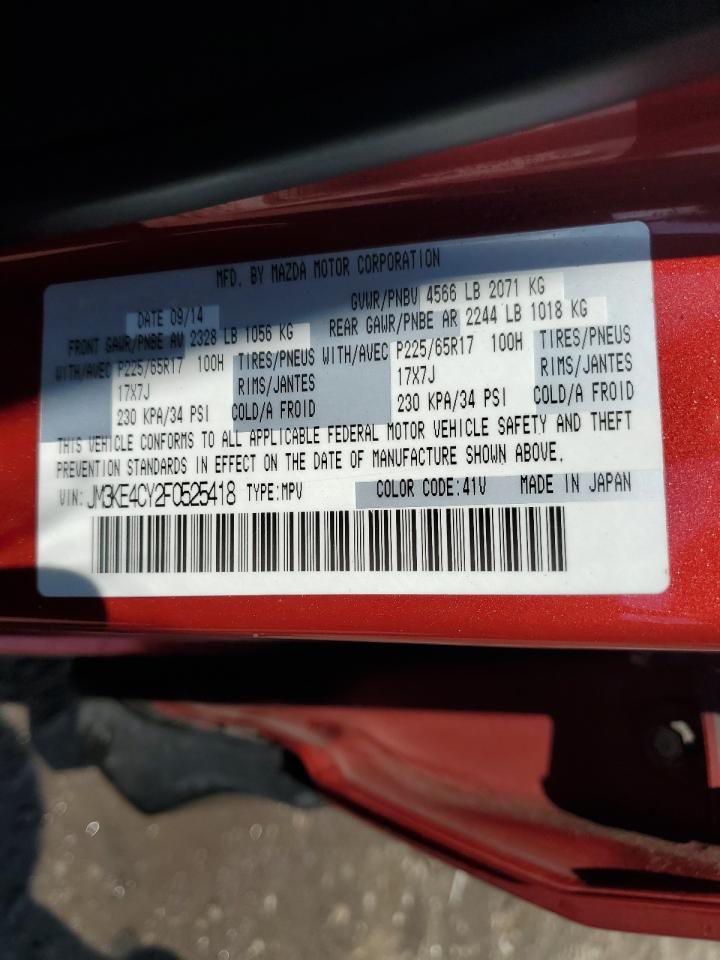 MFD. BY MAZDA MOTOR CORPORATION
DATE 09/14 GVWR/PNBV 4566 LB 2071 KG
FRONT GAWR/PNBE AV 2328 LB 1056 KG REAR GAWR/PNBE AR 2244 LB 1018 KG
WITH/AVEC P225/65R17 100H TIRES/PNEUS WITH/AVEC P225/65R17 100H TIRES/PNEUS
17X7J RIMS/JANTES 17X7J RIMS/JANTES
230 KPA/34 PSI COLD/A FROID 230 KPA/34 PSI COLD/A FROID
THIS VEHICLE CONFORMS TO ALL APPLICABLE FEDERAL MOTOR VEHICLE SAFETY AND THEFT
PREVENTION STANDARDS IN EFFECT ON THE DATE OF MANUFACTURE SHOWN ABOVE.
VIN: JM3KE4CY2F0525418 TYPE:MPV COLOR CODE:41V MADE IN JAPAN